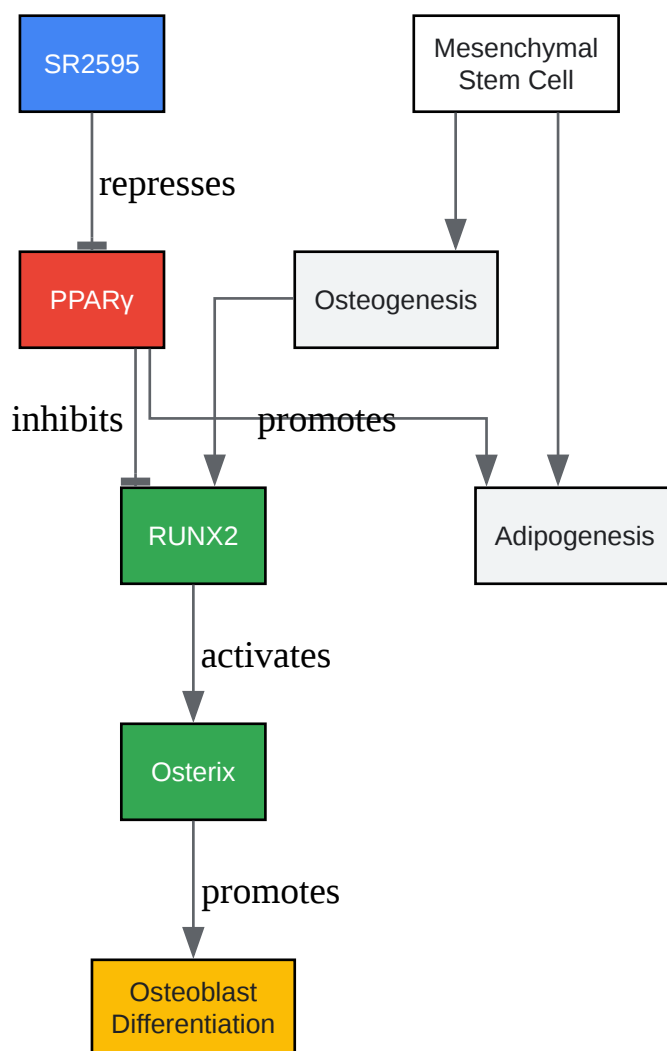 SR2595
Mesenchymal
Stem Cell
represses
PPARγ
Osteogenesis
inhibits
promotes
RUNX2
Adipogenesis
activates
Osterix
promotes
Osteoblast
Differentiation